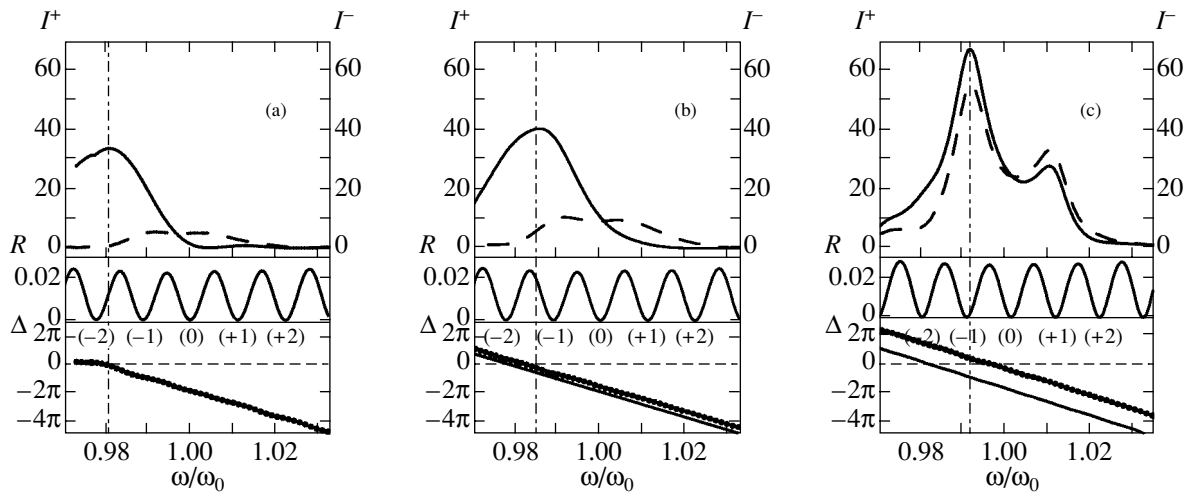 I+ I– I+ I– I+ I–
60 60 60 60 60 60
(a) (b) (c)
40 40 40 40 40 40
20 20 20 20 20 20
R 0 0 R 0 0 R 0 0
0.02 0.02 0.02
0 0 0
Δ 2π (–2) (–1) (0) (+1) (+2) Δ 2π (–2) (–1) (0) (+1) (+2) Δ 2π (–2) (–1) (0) (+1) (+2)
0 0 0
–2π –2π –2π
–4π –4π –4π
0.98 1.00 1.02 0.98 1.00 1.02 0.98 1.00 1.02
ω/ω0 ω/ω0 ω/ω0